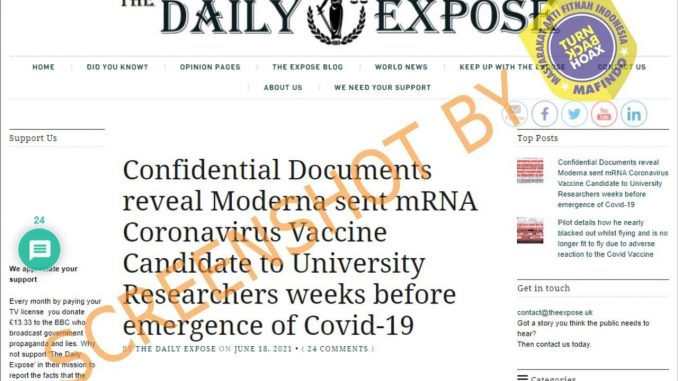 THE
DAILY EXPOSE
MASYARAKAT ANTI FITNAH INDONESIA
TURN
BACK
HOAX
MAFINDO
HOME
DID YOU KNOW?
OPINION PAGES
THE EXPOSE BLOG
WORLD NEWS
KEEP UP WITH THE EXPOSE
CONTACT US
ABOUT US
WE NEED YOUR SUPPORT
SCREENSHOT BY
Support Us
24
We appreciate your
support
Every month by paying your
TV license you donate
£13.33 to the BBC who
broadcast government
propaganda and lies. Why
not support 'The Daily
Expose' in their mission to
report the facts that the
Confidential Documents
reveal Moderna sent mRNA
Coronavirus Vaccine
Candidate to University
Researchers weeks before
emergence of Covid-19
BY THE DAILY EXPOSE ON JUNE 18, 2021 • ( 24 COMMENTS )
You
Tube
in
Top Posts
Confidential Documents reveal
Moderna sent mRNA Coronavirus
Vaccine Candidate to University
Researchers weeks before
emergence of Covid-19
Pilot details how he nearly
blacked out whilst flying and is no
longer fit to fly due to adverse
reaction to the Covid Vaccine
Get in touch
contact@theexpose.uk
Got a story you think the public needs to
hear?
Then contact us today.
Categories